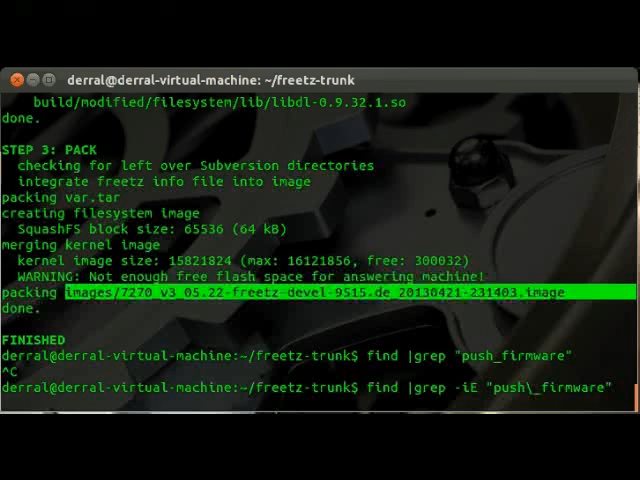 derral@derral-virtual-machine: ~/freetz-trunk
build/modified/filesystem/lib/libdl-0.9.32.1.so
done.
STEP 3: PACK
checking for left over Subversion directories
integrate freetz info file into image
packing var.tar
creating filesystem image
SquashFS block size: 65536 (64 kB)
merging kernel image
kernel image size: 15821824 (max: 16121856, free: 300032)
WARNING: Not enough free flash space for answering machine!
packing images/7270_v3_05.22-freetz-devel-9515.de_20130421-231403.image
done.
FINISHED
derral@derral-virtual-machine:~/freetz-trunk$ find |grep "push_firmware"
^C
derral@derral-virtual-machine:~/freetz-trunk$ find |grep -iE "push\_firmware"